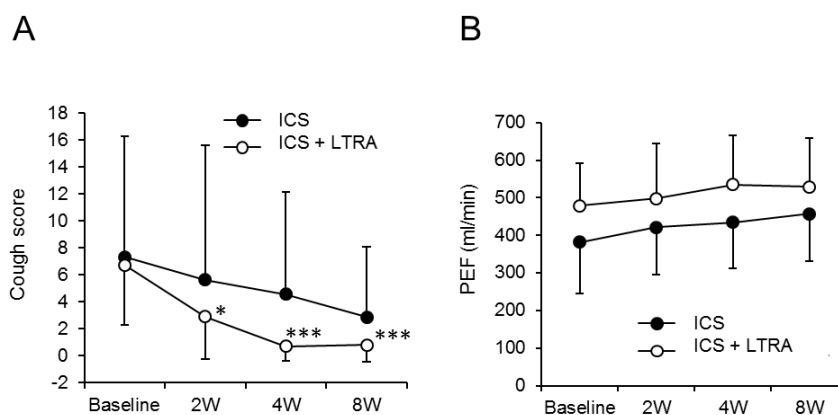 A
Cough score
18
16
14
12
10
8
6
4
2
0
-2
ICS
ICS + LTRA
*
***
***
Baseline 2W 4W 8W
B
PEF (ml/min)
700
600
500
400
300
200
100
0
ICS
ICS + LTRA
Baseline 2W 4W 8W